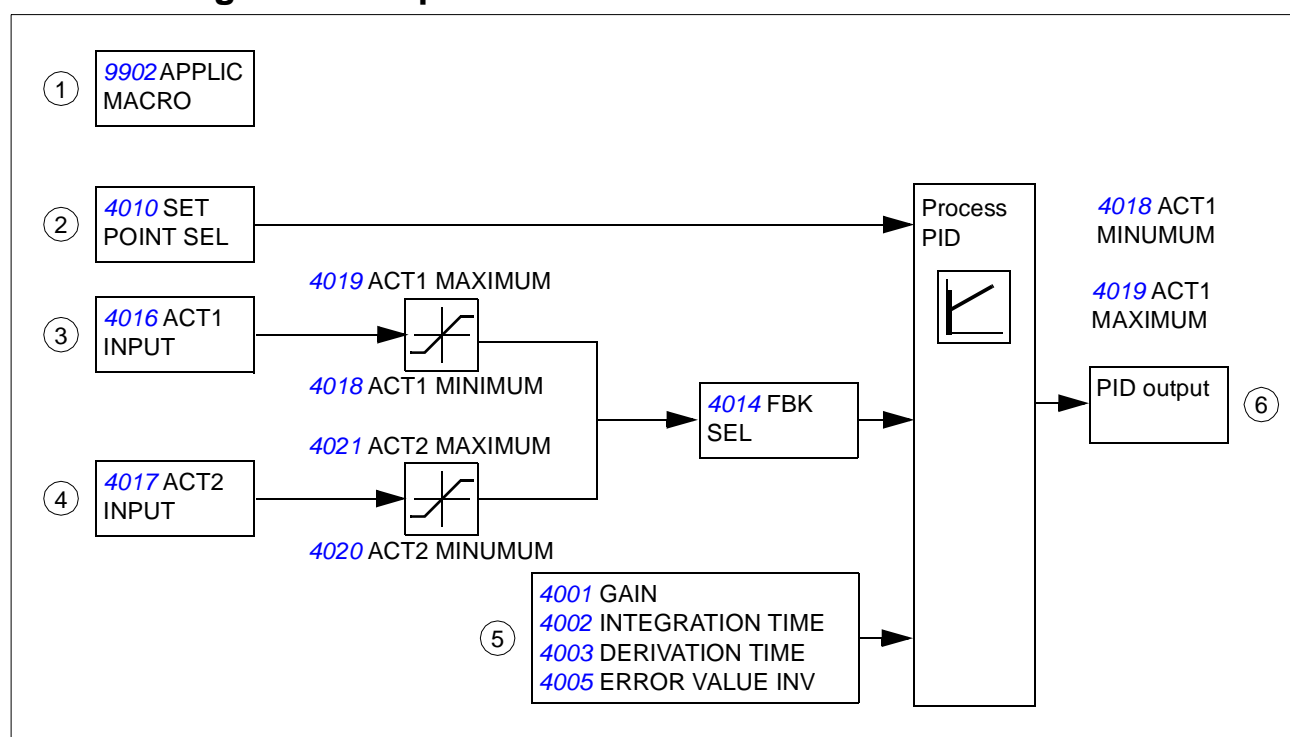 1
9902 APPLIC
MACRO
2
4010 SET
POINT SEL
Process
PID
4018 ACT1
MINUMUM
4019 ACT1 MAXIMUM
3
4016 ACT1
INPUT
4019 ACT1
MAXIMUM
4018 ACT1 MINIMUM
4014 FBK
SEL
PID output
6
4021 ACT2 MAXIMUM
4
4017 ACT2
INPUT
4020 ACT2 MINUMUM
5
4001 GAIN
4002 INTEGRATION TIME
4003 DERIVATION TIME
4005 ERROR VALUE INV